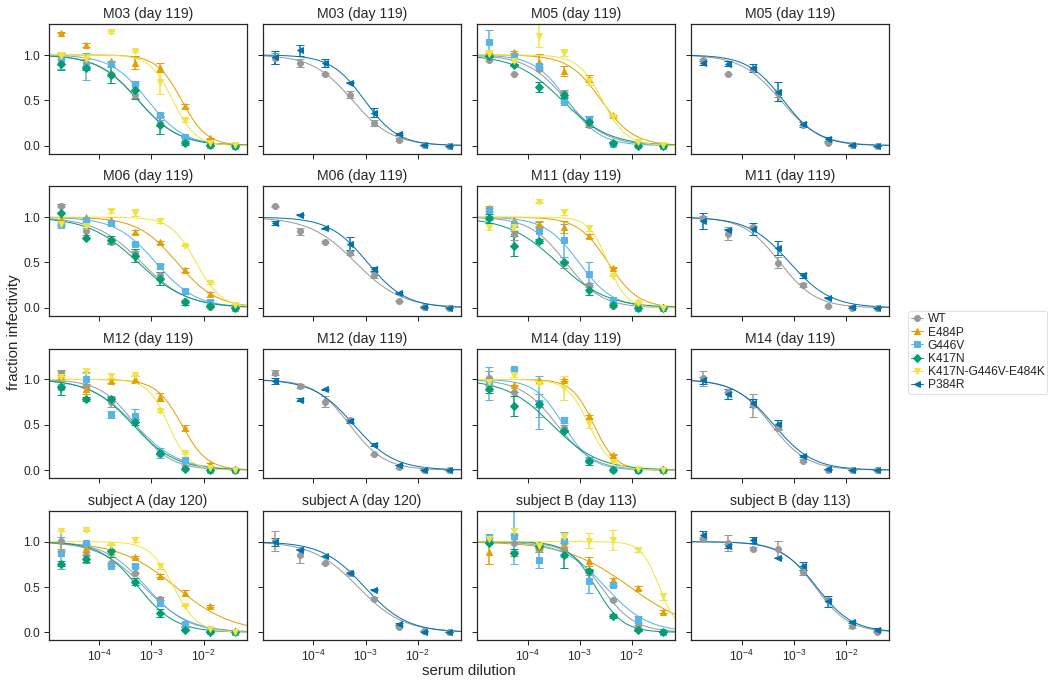 M03 (day 119)
M03 (day 119)
M05 (day 119)
M05 (day 119)
1.0
0.5
0.0
M06 (day 119)
M06 (day 119)
M11 (day 119)
M11 (day 119)
1.0
0.5
0.0
fraction infectivity
WT
E484P
G446V
K417N
K417N-G446V-E484K
P384R
M12 (day 119)
M12 (day 119)
M14 (day 119)
M14 (day 119)
1.0
0.5
0.0
subject A (day 120)
subject A (day 120)
subject B (day 113)
subject B (day 113)
1.0
0.5
0.0
10⁻⁴ 10⁻³ 10⁻²
10⁻⁴ 10⁻³ 10⁻²
10⁻⁴ 10⁻³ 10⁻²
10⁻⁴ 10⁻³ 10⁻²
serum dilution